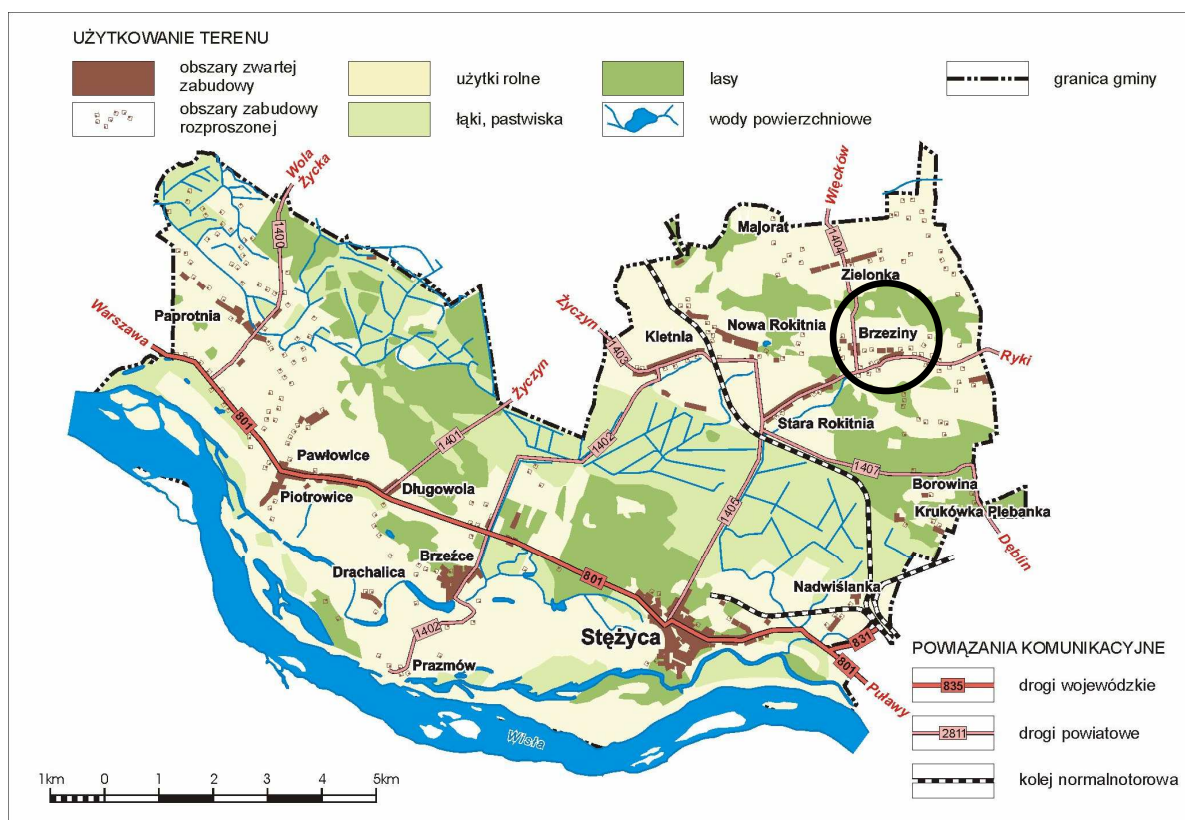 UŻYTKOWANIE TERENU
obszary zwartej
zabudowy
użytki rolne
lasy
granica gminy
obszary zabudowy
rozproszonej
łąki, pastwiska
wody powierzchniowe
Wola
Życka
1400
Więcków
Majorat
1404
Zielonka
Warszawa
Paprotnia
Życzyn
1403
Kletnia
Nowa Rokitnia
Brzeziny
Ryki
801
Życzyn
1401
1402
Stara Rokitnia
Pawłowice
Piotrowice
Długowola
1407
Borowina
Krukówka Plebanka
1405
Dęblin
Brzeźce
Drachalica
801
Nadwiślanka
1402
Stężyca
831
801
Puławy
Prazmów
Wisła
POWIĄZANIA KOMUNIKACYJNE
835 drogi wojewódzkie
2811 drogi powiatowe
kolej normalnotorowa
1km 0 1 2 3 4 5km